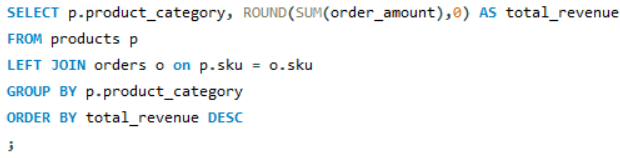 SELECT p.product_category, ROUND(SUM(order_amount),0) AS total_revenue
FROM products p
LEFT JOIN orders o on p.sku = o.sku
GROUP BY p.product_category
ORDER BY total_revenue DESC
;